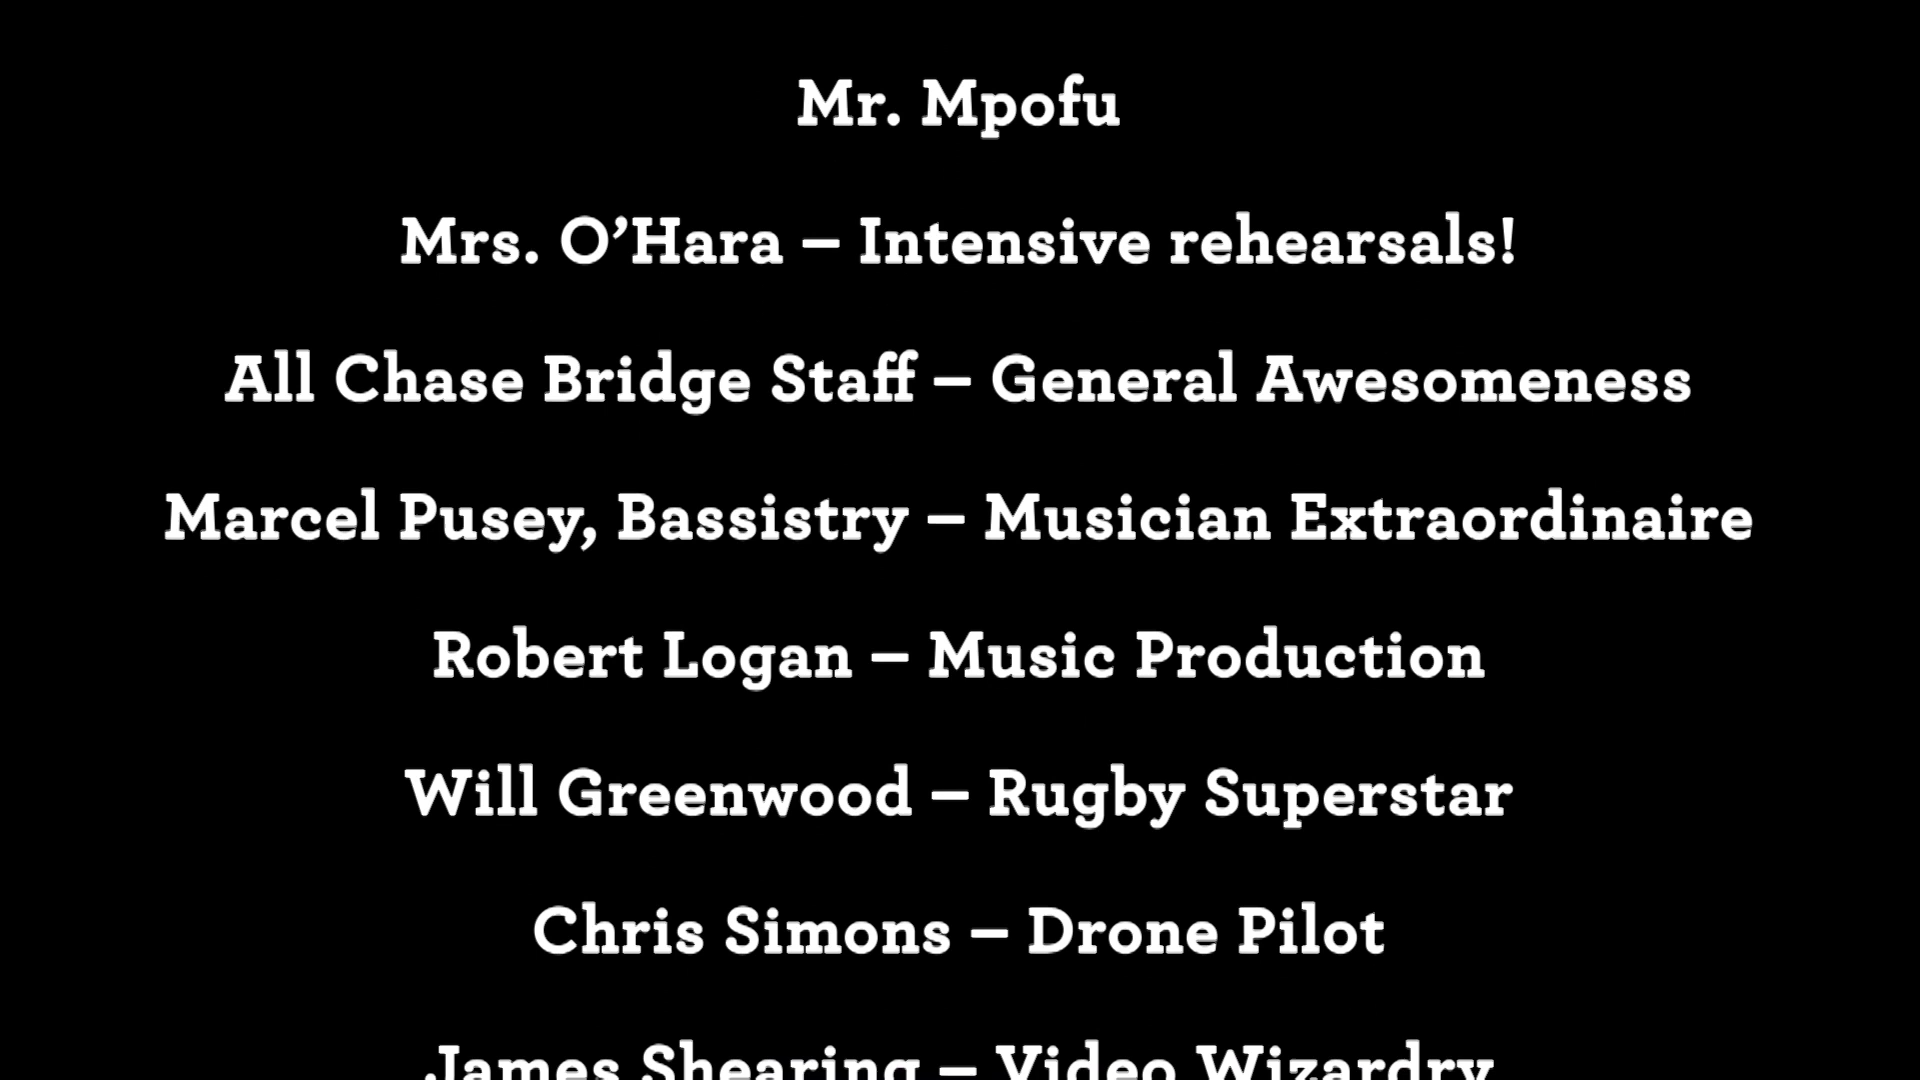 Mr. Mpofu
Mrs. O’Hara – Intensive rehearsals!
All Chase Bridge Staff – General Awesomeness
Marcel Pusey, Bassistry – Musician Extraordinaire
Robert Logan – Music Production
Will Greenwood – Rugby Superstar
Chris Simons – Drone Pilot
James Shearing – Video Wizardry